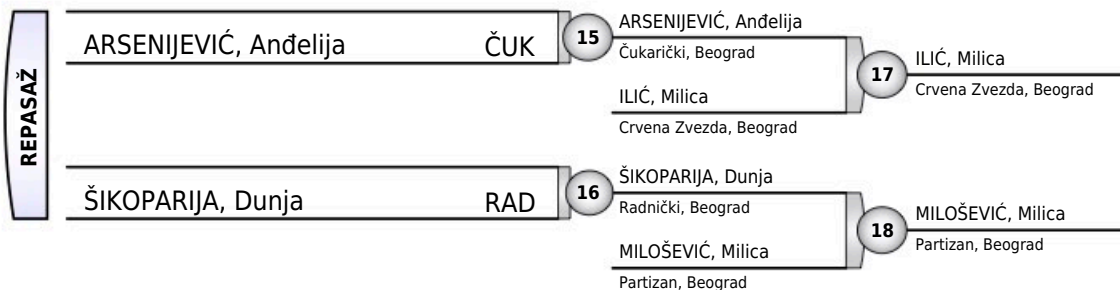 REPASAŽ
ARSENIJEVIĆ, Anđelija ČUK
15
ARSENIJEVIĆ, Anđelija
Čukarički, Beograd
ILIĆ, Milica
Crvena Zvezda, Beograd
17
ILIĆ, Milica
Crvena Zvezda, Beograd
ŠIKOPARIJA, Dunja RAD
16
ŠIKOPARIJA, Dunja
Radnički, Beograd
MILOŠEVIĆ, Milica
Partizan, Beograd
18
MILOŠEVIĆ, Milica
Partizan, Beograd